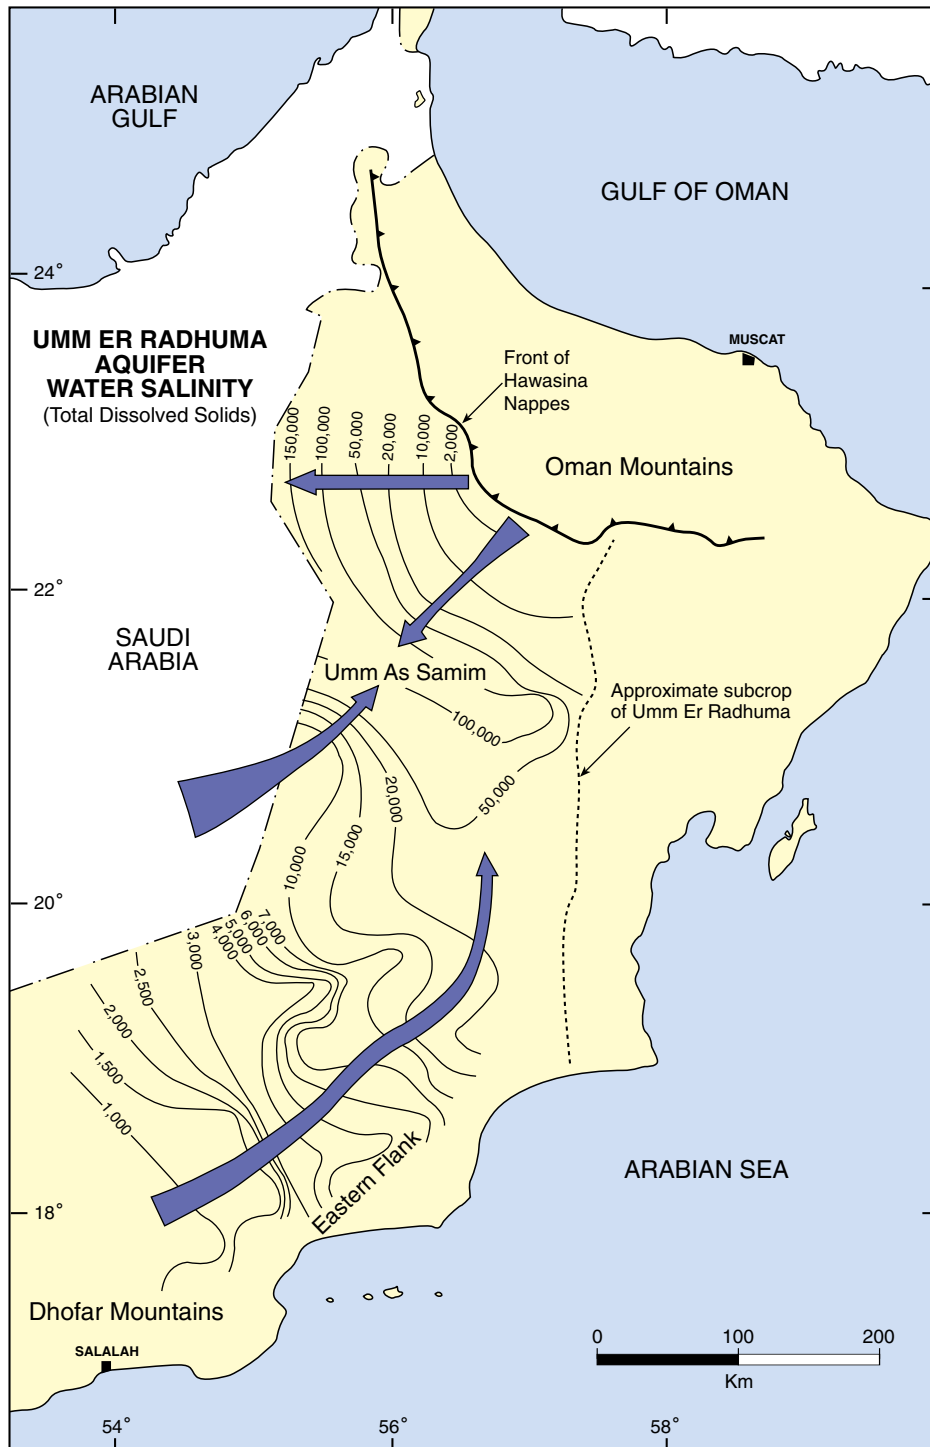 ARABIAN
GULF
GULF OF OMAN
24°
UMM ER RADHUMA
AQUIFER
WATER SALINITY
(Total Dissolved Solids)
MUSCAT
Front of
Hawasina
Nappes
Oman Mountains
150,000
100,000
50,000
20,000
10,000
2,000
22°
SAUDI
ARABIA
Umm As Samim
Approximate subcrop
of Umm Er Radhuma
100,000
50,000
20,000
15,000
10,000
20°
7,000
6,000
5,000
4,000
3,000
2,500
2,000
1,500
1,000
Eastern Flank
ARABIAN SEA
18°
Dhofar Mountains
SALALAH
0 100 200
Km
54° 56° 58°